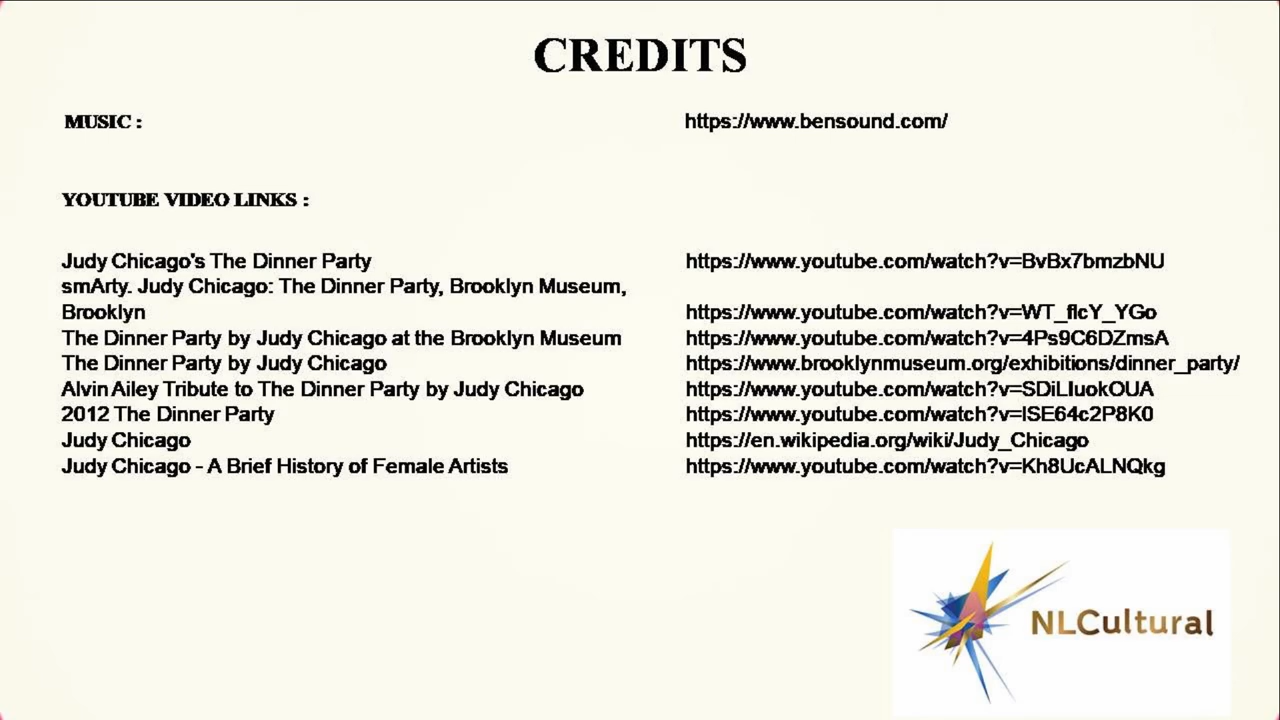 CREDITS
MUSIC : https://www.bensound.com/
YOUTUBE VIDEO LINKS :
Judy Chicago's The Dinner Party https://www.youtube.com/watch?v=BvBx7bmzbNU
smArty. Judy Chicago: The Dinner Party, Brooklyn Museum,
Brooklyn https://www.youtube.com/watch?v=WT_flcY_YGo
The Dinner Party by Judy Chicago at the Brooklyn Museum https://www.youtube.com/watch?v=4Ps9C6DZmsA
The Dinner Party by Judy Chicago https://www.brooklynmuseum.org/exhibitions/dinner_party/
Alvin Ailey Tribute to The Dinner Party by Judy Chicago https://www.youtube.com/watch?v=SDiLIuokOUA
2012 The Dinner Party https://www.youtube.com/watch?v=lSE64c2P8K0
Judy Chicago https://en.wikipedia.org/wiki/Judy_Chicago
Judy Chicago - A Brief History of Female Artists https://www.youtube.com/watch?v=Kh8UcALNQkg
NLCultural